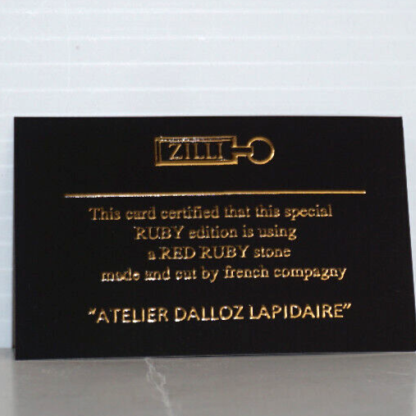 ZILLI
This card certified that this special
RUBY edition is using
a RED RUBY stone
made and cut by french compagny
"ATELIER DALLOZ LAPIDAIRE"